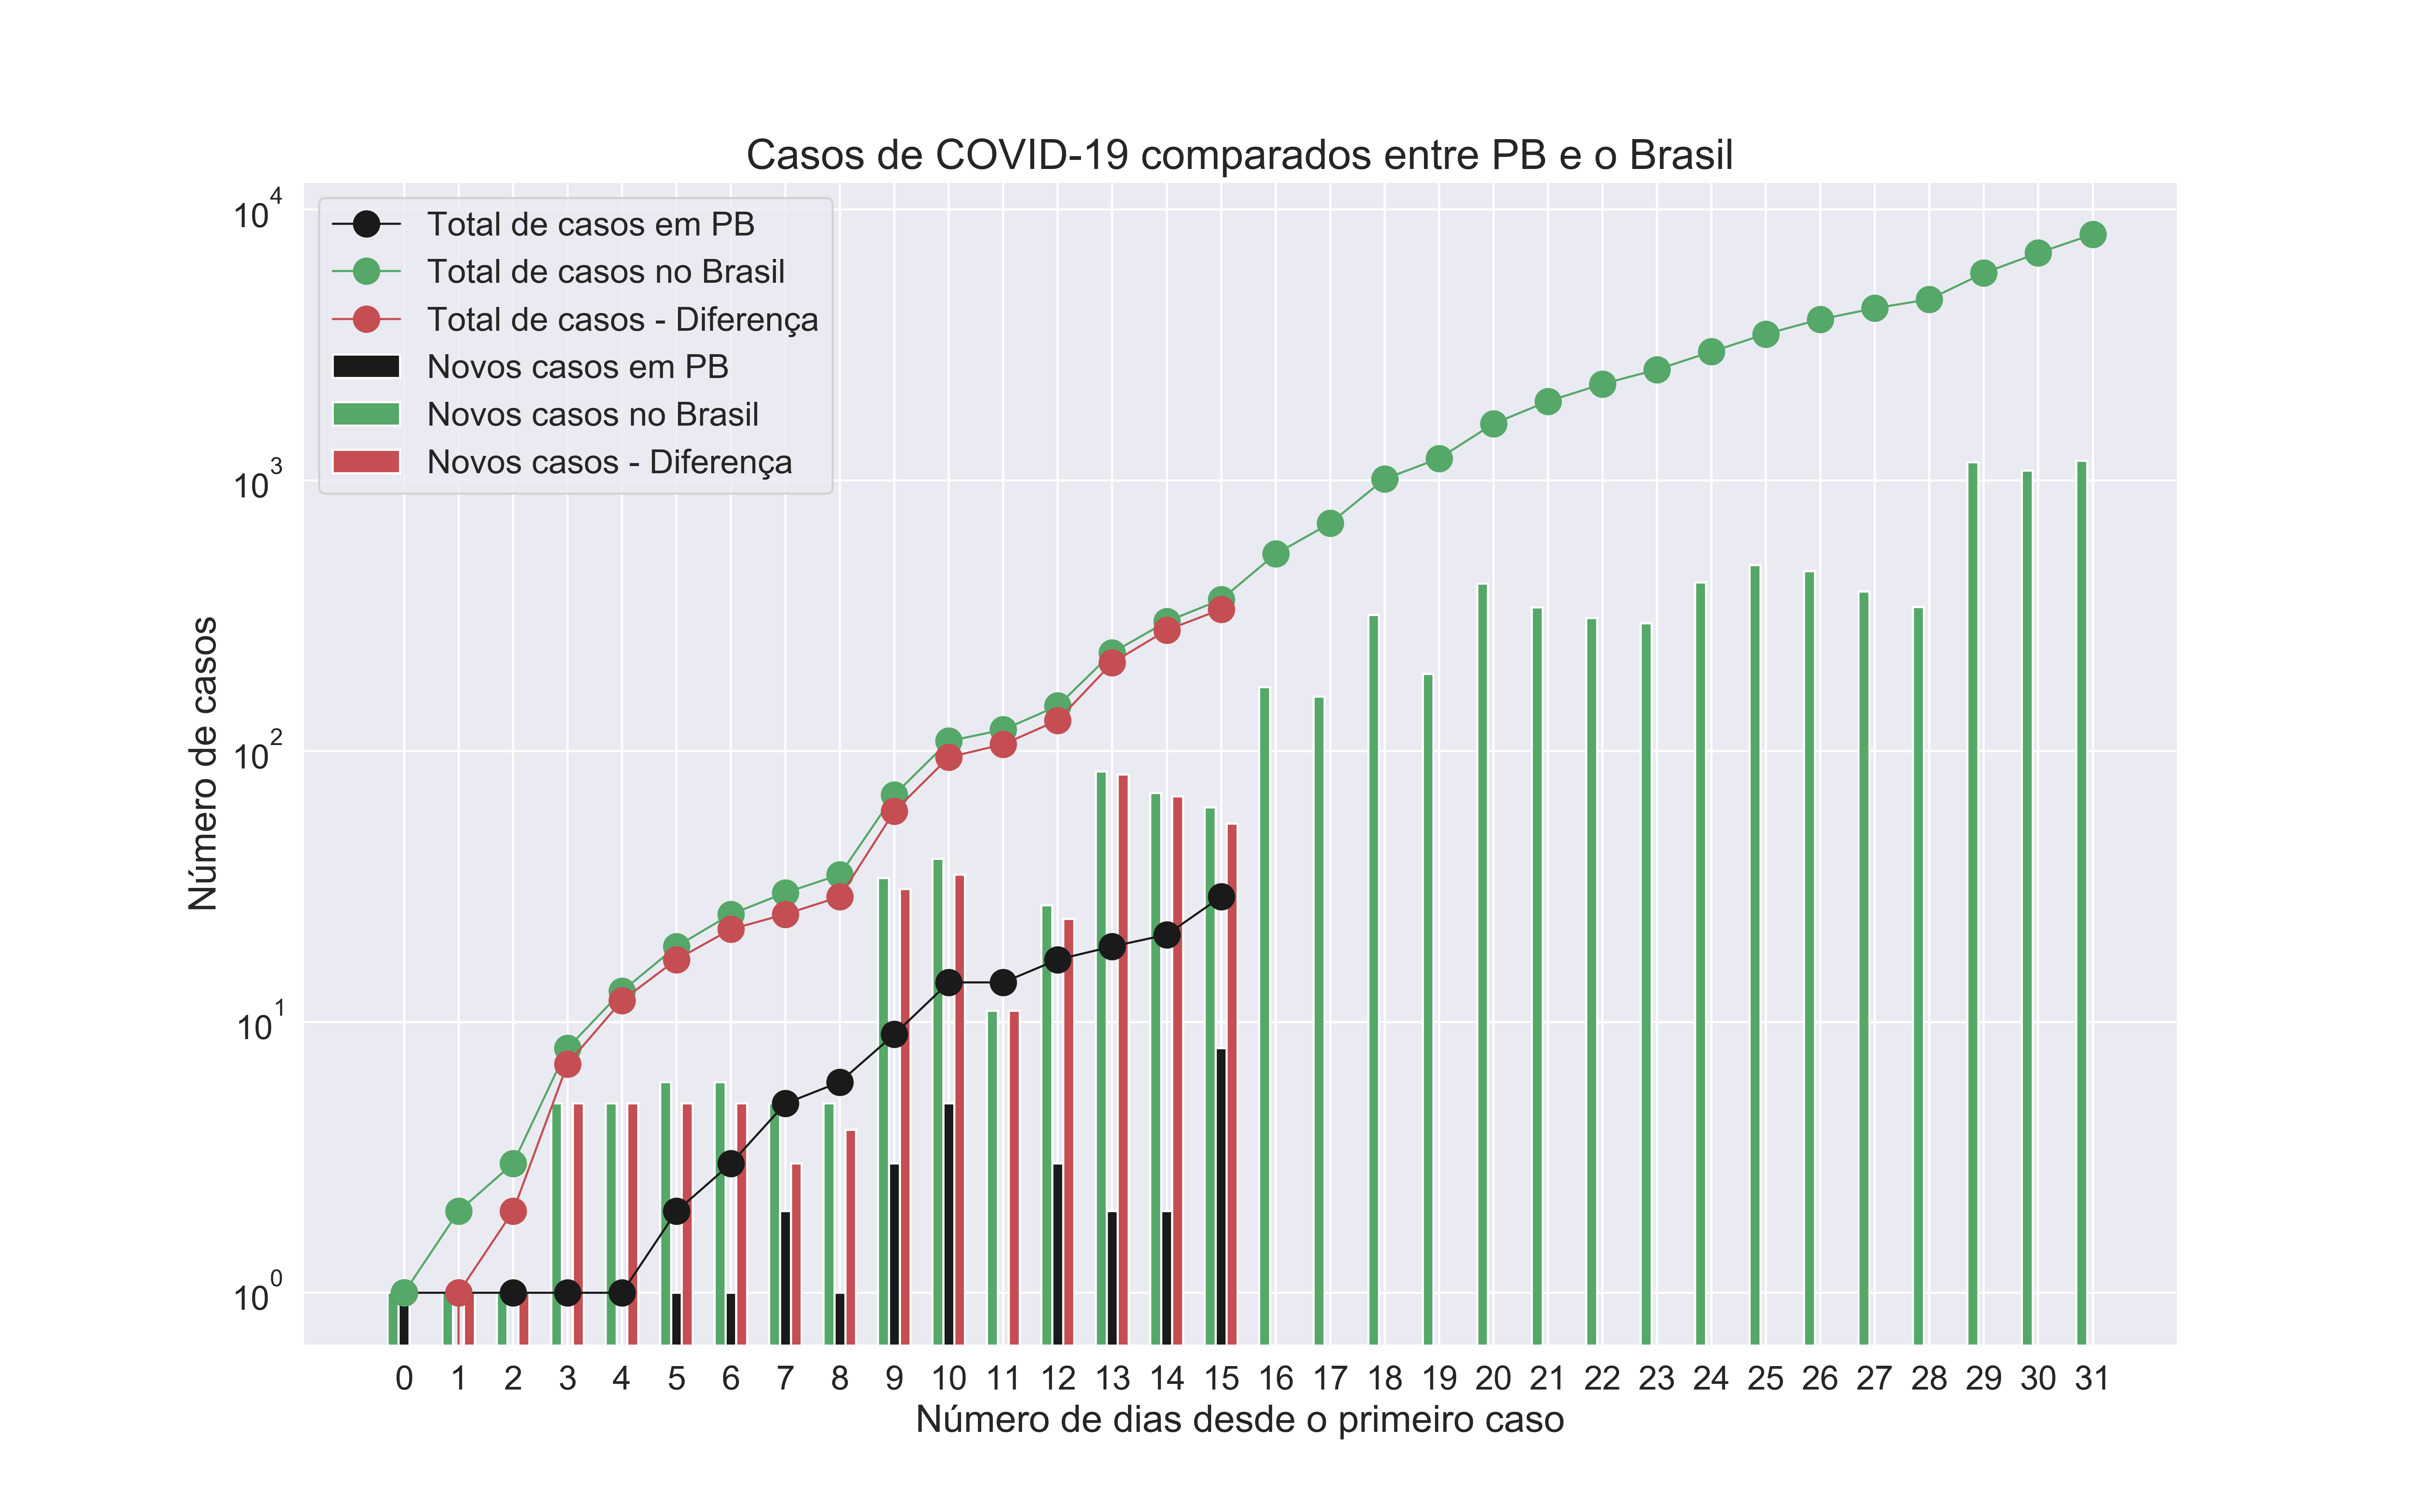 Casos de COVID-19 comparados entre PB e o Brasil
Total de casos em PB
Total de casos no Brasil
Total de casos - Diferença
Novos casos em PB
Novos casos no Brasil
Novos casos - Diferença
Número de casos
10^4
10^3
10^2
10^1
10^0
0 1 2 3 4 5 6 7 8 9 10 11 12 13 14 15 16 17 18 19 20 21 22 23 24 25 26 27 28 29 30 31
Número de dias desde o primeiro caso